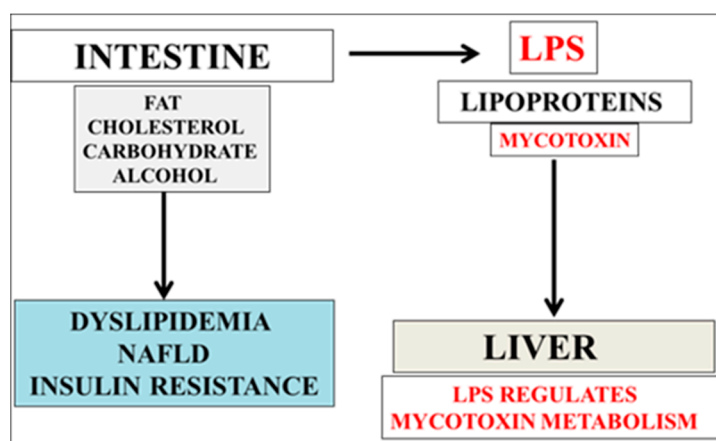 INTESTINE
FAT
CHOLESTEROL
CARBOHYDRATE
ALCOHOL
DYSLIPIDEMIA
NAFLD
INSULIN RESISTANCE
LPS
LIPOPROTEINS
MYCOTOXIN
LIVER
LPS REGULATES
MYCOTOXIN METABOLISM